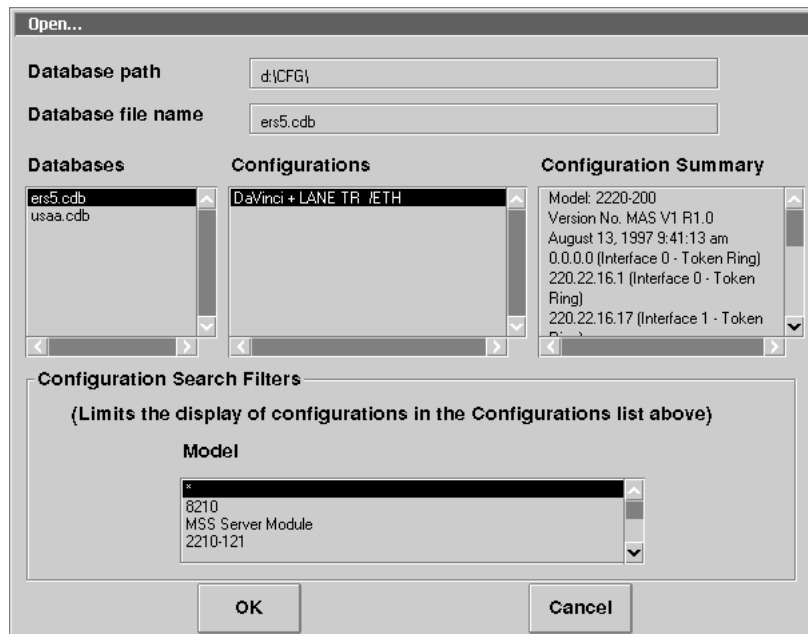 Open...
Database path
d:\CFG\
Database file name
ers5.cdb
Databases
Configurations
Configuration Summary
ers5.cdb
usaa.cdb
DaVinci + LANE TR /ETH
Model: 2220-200
Version No. MAS V1 R1.0
August 13, 1997 9:41:13 am
0.0.0.0 (Interface 0 - Token Ring)
220.22.16.1 (Interface 0 - Token
Ring)
220.22.16.17 (Interface 1 - Token
Configuration Search Filters
(Limits the display of configurations in the Configurations list above)
Model
*
8210
MSS Server Module
2210-121
OK
Cancel